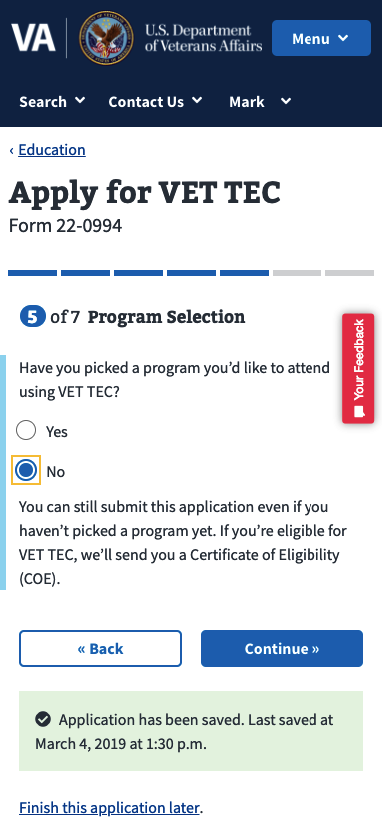 VA
U.S. Department
of Veterans Affairs
Menu
Search
Contact Us
Mark
‹ Education
Apply for VET TEC
Form 22-0994
5 of 7 Program Selection
Your Feedback
Have you picked a program you’d like to attend
using VET TEC?
Yes
No
You can still submit this application even if you
haven’t picked a program yet. If you’re eligible for
VET TEC, we’ll send you a Certificate of Eligibility
(COE).
« Back
Continue »
Application has been saved. Last saved at
March 4, 2019 at 1:30 p.m.
Finish this application later.